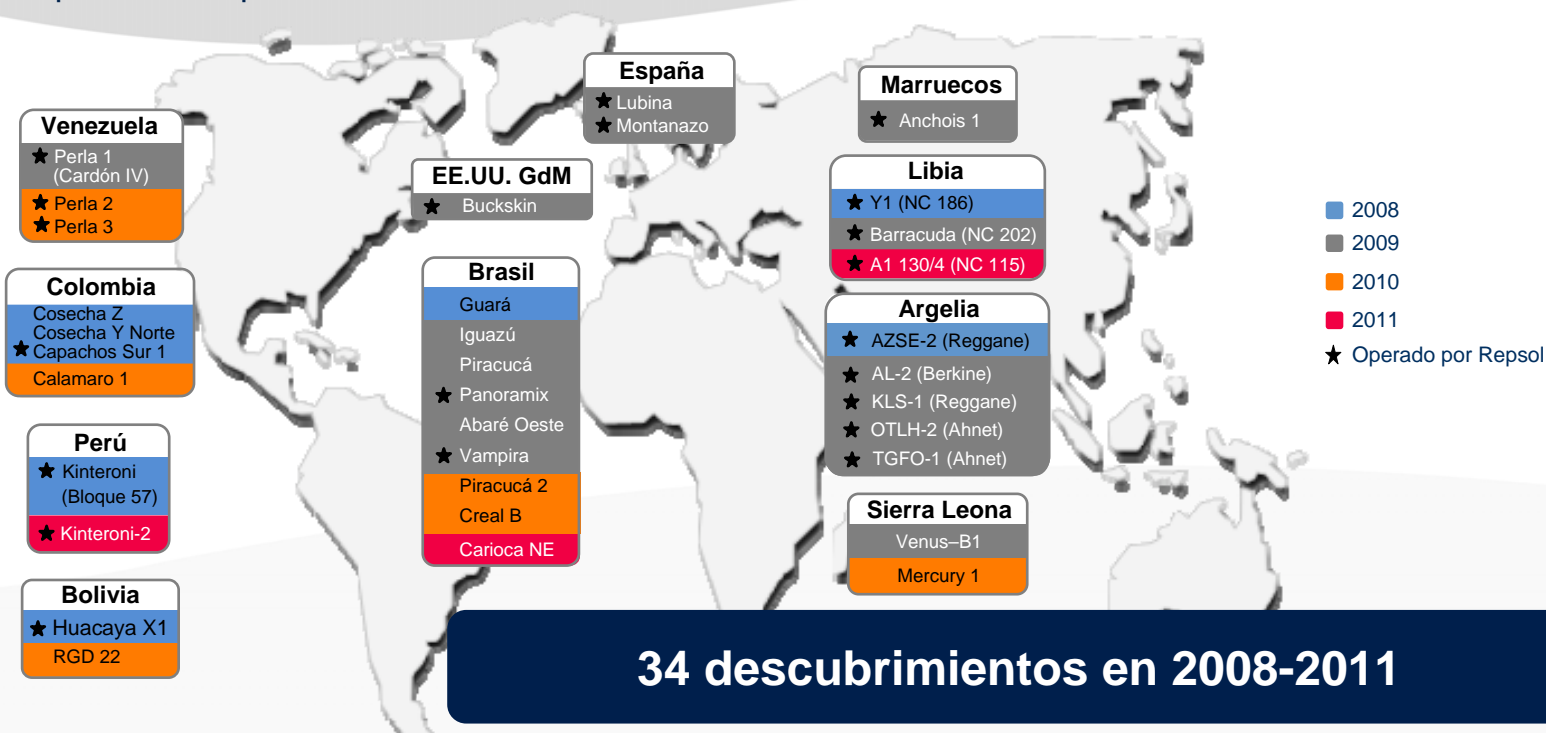 España
Lubina
Montanazo
Marruecos
Anchois 1
Venezuela
Perla 1
(Cardón IV)
Perla 2
Perla 3
EE.UU. GdM
Buckskin
Libia
Y1 (NC 186)
Barracuda (NC 202)
A1 130/4 (NC 115)
2008
2009
2010
2011
Operado por Repsol
Colombia
Cosecha Z
Cosecha Y Norte
Capachos Sur 1
Calamaro 1
Brasil
Guará
Iguazú
Piracucá
Panoramix
Abaré Oeste
Vampira
Piracucá 2
Creal B
Carioca NE
Argelia
AZSE-2 (Reggane)
AL-2 (Berkine)
KLS-1 (Reggane)
OTLH-2 (Ahnet)
TGFO-1 (Ahnet)
Perú
Kinteroni
(Bloque 57)
Kinteroni-2
Sierra Leona
Venus–B1
Mercury 1
Bolivia
Huacaya X1
RGD 22
34 descubrimientos en 2008-2011